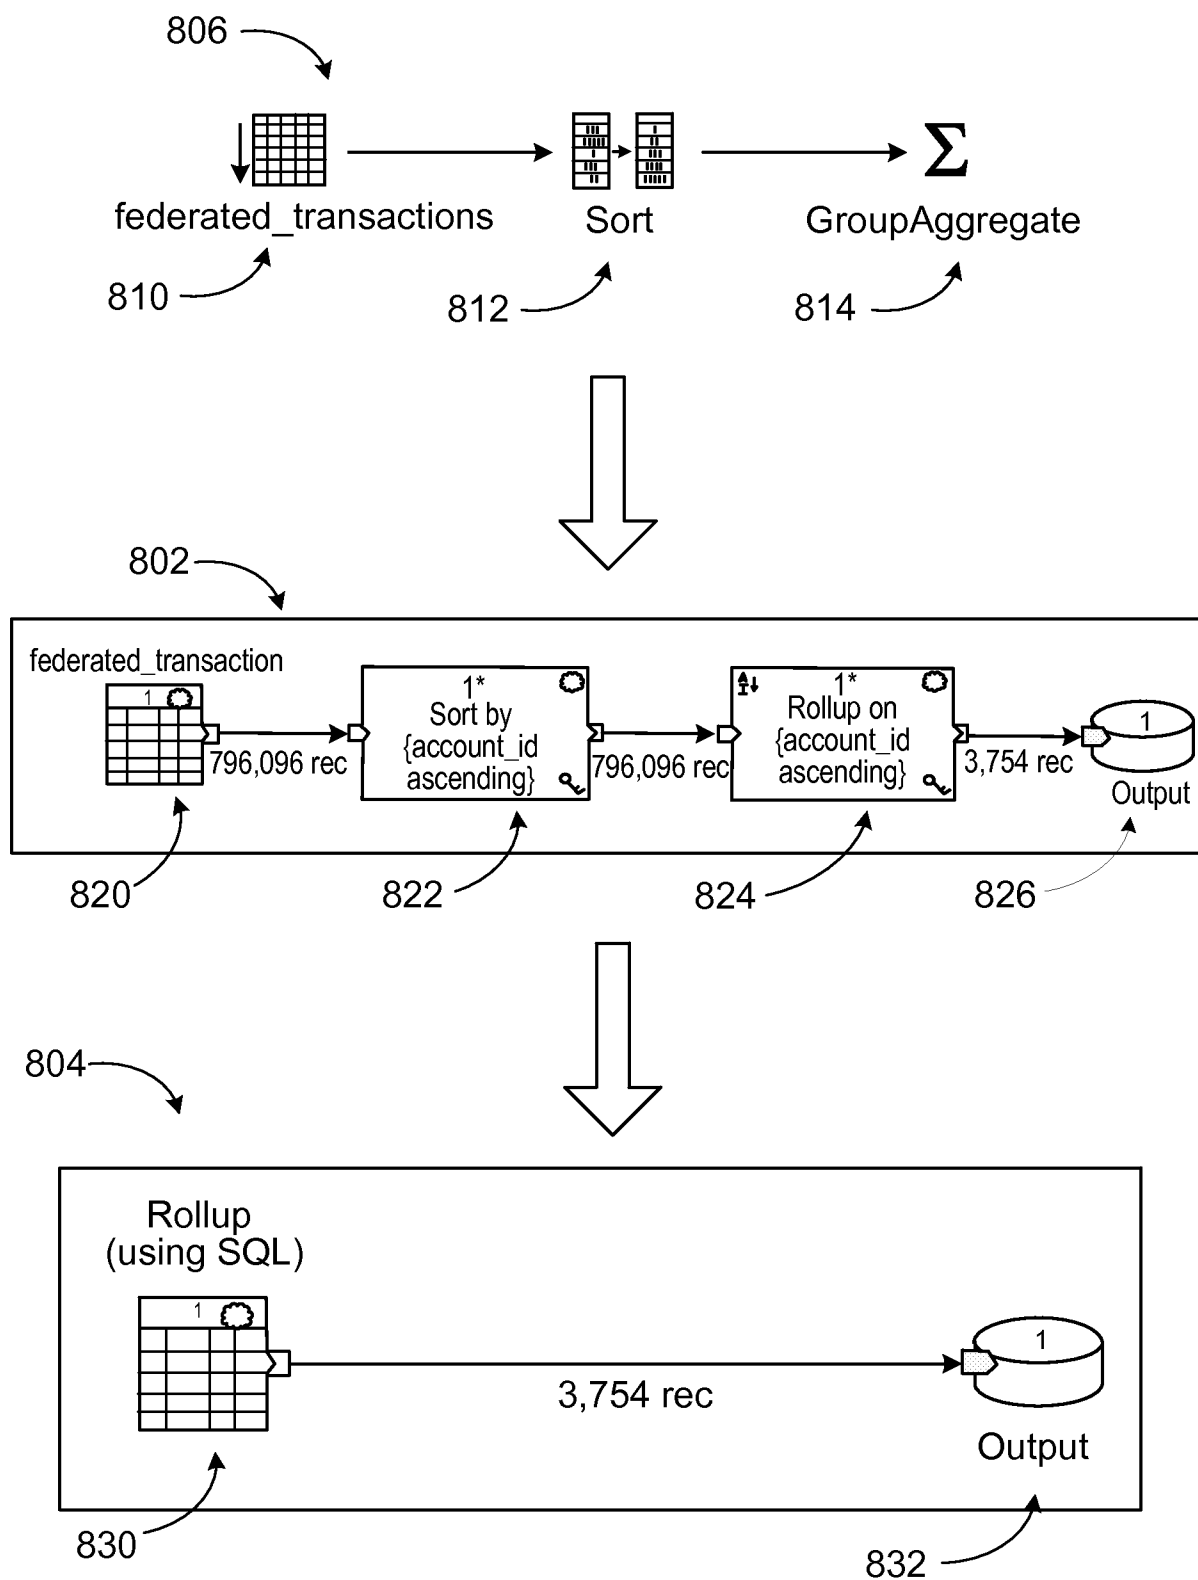 806
federated_transactions
Sort
GroupAggregate
810
812
814
802
federated_transaction
1
796,096 rec
1*
Sort by
{account_id
ascending}
796,096 rec
1*
Rollup on
{account_id
ascending}
3,754 rec
1
Output
820
822
824
826
804
Rollup
(using SQL)
1
3,754 rec
1
Output
830
832